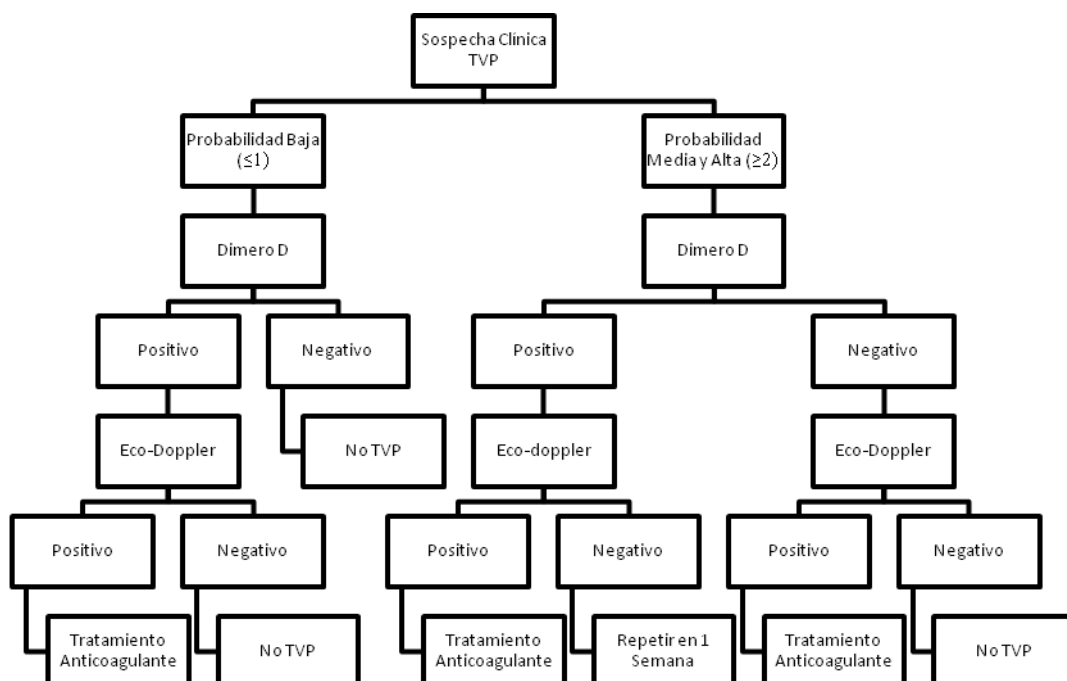 Sospecha Clínica
TVP
Probabilidad Baja
(≤1)
Probabilidad
Media y Alta (≥2)
Dimero D
Dimero D
Positivo
Negativo
Positivo
Negativo
Eco-Doppler
No TVP
Eco-doppler
Eco-Doppler
Positivo
Negativo
Positivo
Negativo
Positivo
Negativo
Tratamiento
Anticoagulante
No TVP
Tratamiento
Anticoagulante
Repetir en 1
Semana
Tratamiento
Anticoagulante
No TVP